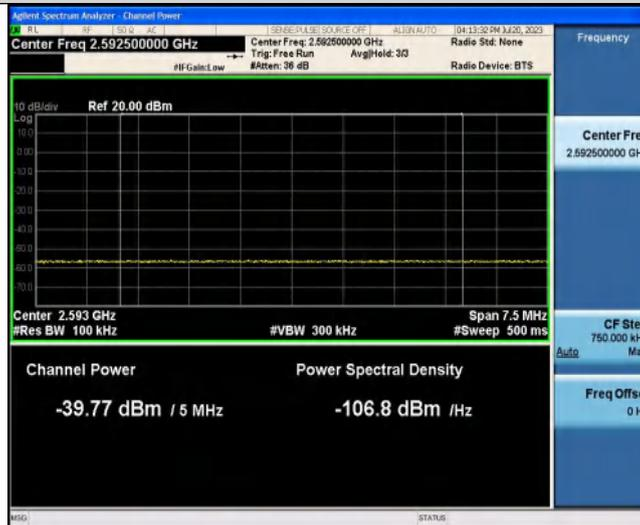 Agilent Spectrum Analyzer - Channel Power
RL RF 50 Ω AC SENSE:PULSE SOURCE OFF ALIGN AUTO 04:13:32 PM Jul 20, 2023
Center Freq 2.592500000 GHz
Center Freq: 2.592500000 GHz
Radio Std: None
Trig: Free Run Avg|Hold: 3/3
#IFGain:Low
#Atten: 36 dB
Radio Device: BTS
10 dB/div Ref 20.00 dBm
Log
10.0
0.00
-10.0
-20.0
-30.0
-40.0
-50.0
-60.0
-70.0
Center 2.593 GHz Span 7.5 MHz
#Res BW 100 kHz #VBW 300 kHz #Sweep 500 ms
Channel Power Power Spectral Density
-39.77 dBm / 5 MHz -106.8 dBm /Hz
MSG STATUS
Frequency
Center Fre
2.592500000 GH
CF Ste
750.000 kH
Auto Ma
Freq Offs
0 H